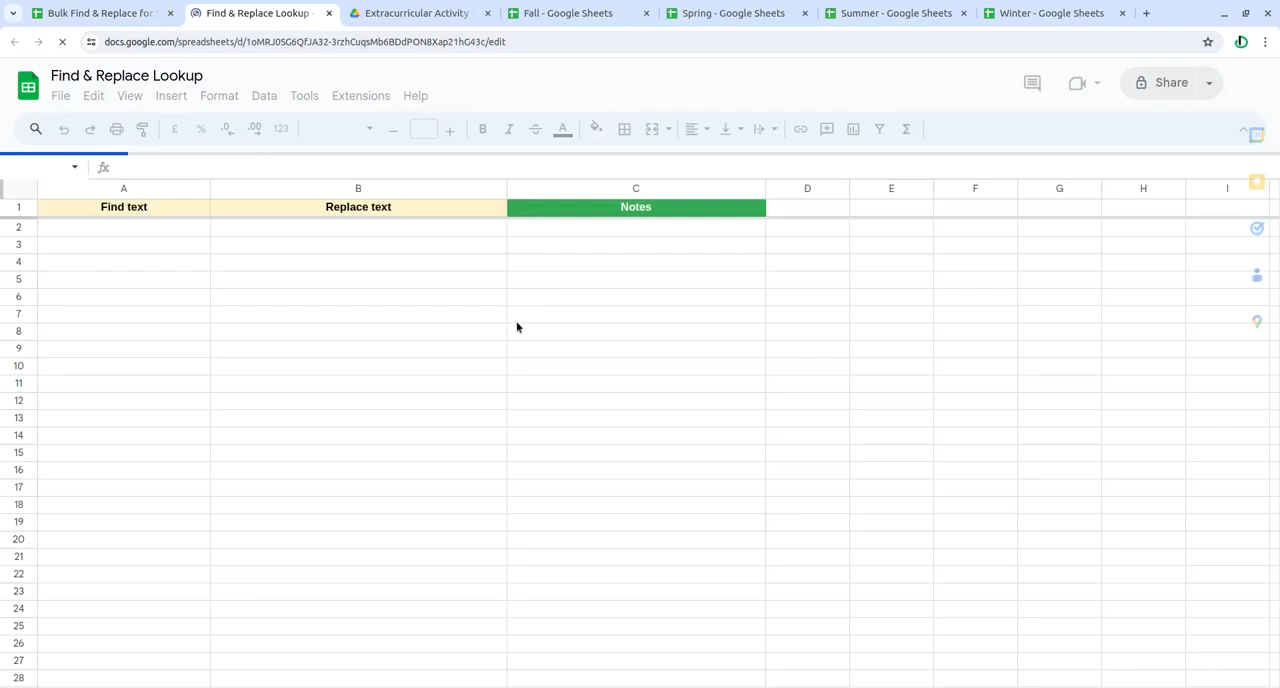 Bulk Find & Replace for S
Find & Replace Lookup -
Extracurricular Activity
Fall - Google Sheets
Spring - Google Sheets
Summer - Google Sheets
Winter - Google Sheets
docs.google.com/spreadsheets/d/1oMRJ0SG6QfJA32-3rzhCuqsMb6BDdPON8Xap21hG43c/edit
Find & Replace Lookup
File Edit View Insert Format Data Tools Extensions Help
Share
£ % .0 .00 123 B I S A
fx
A B C D E F G H I
1 Find text Replace text Notes
2
3
4
5
6
7
8
9
10
11
12
13
14
15
16
17
18
19
20
21
22
23
24
25
26
27
28